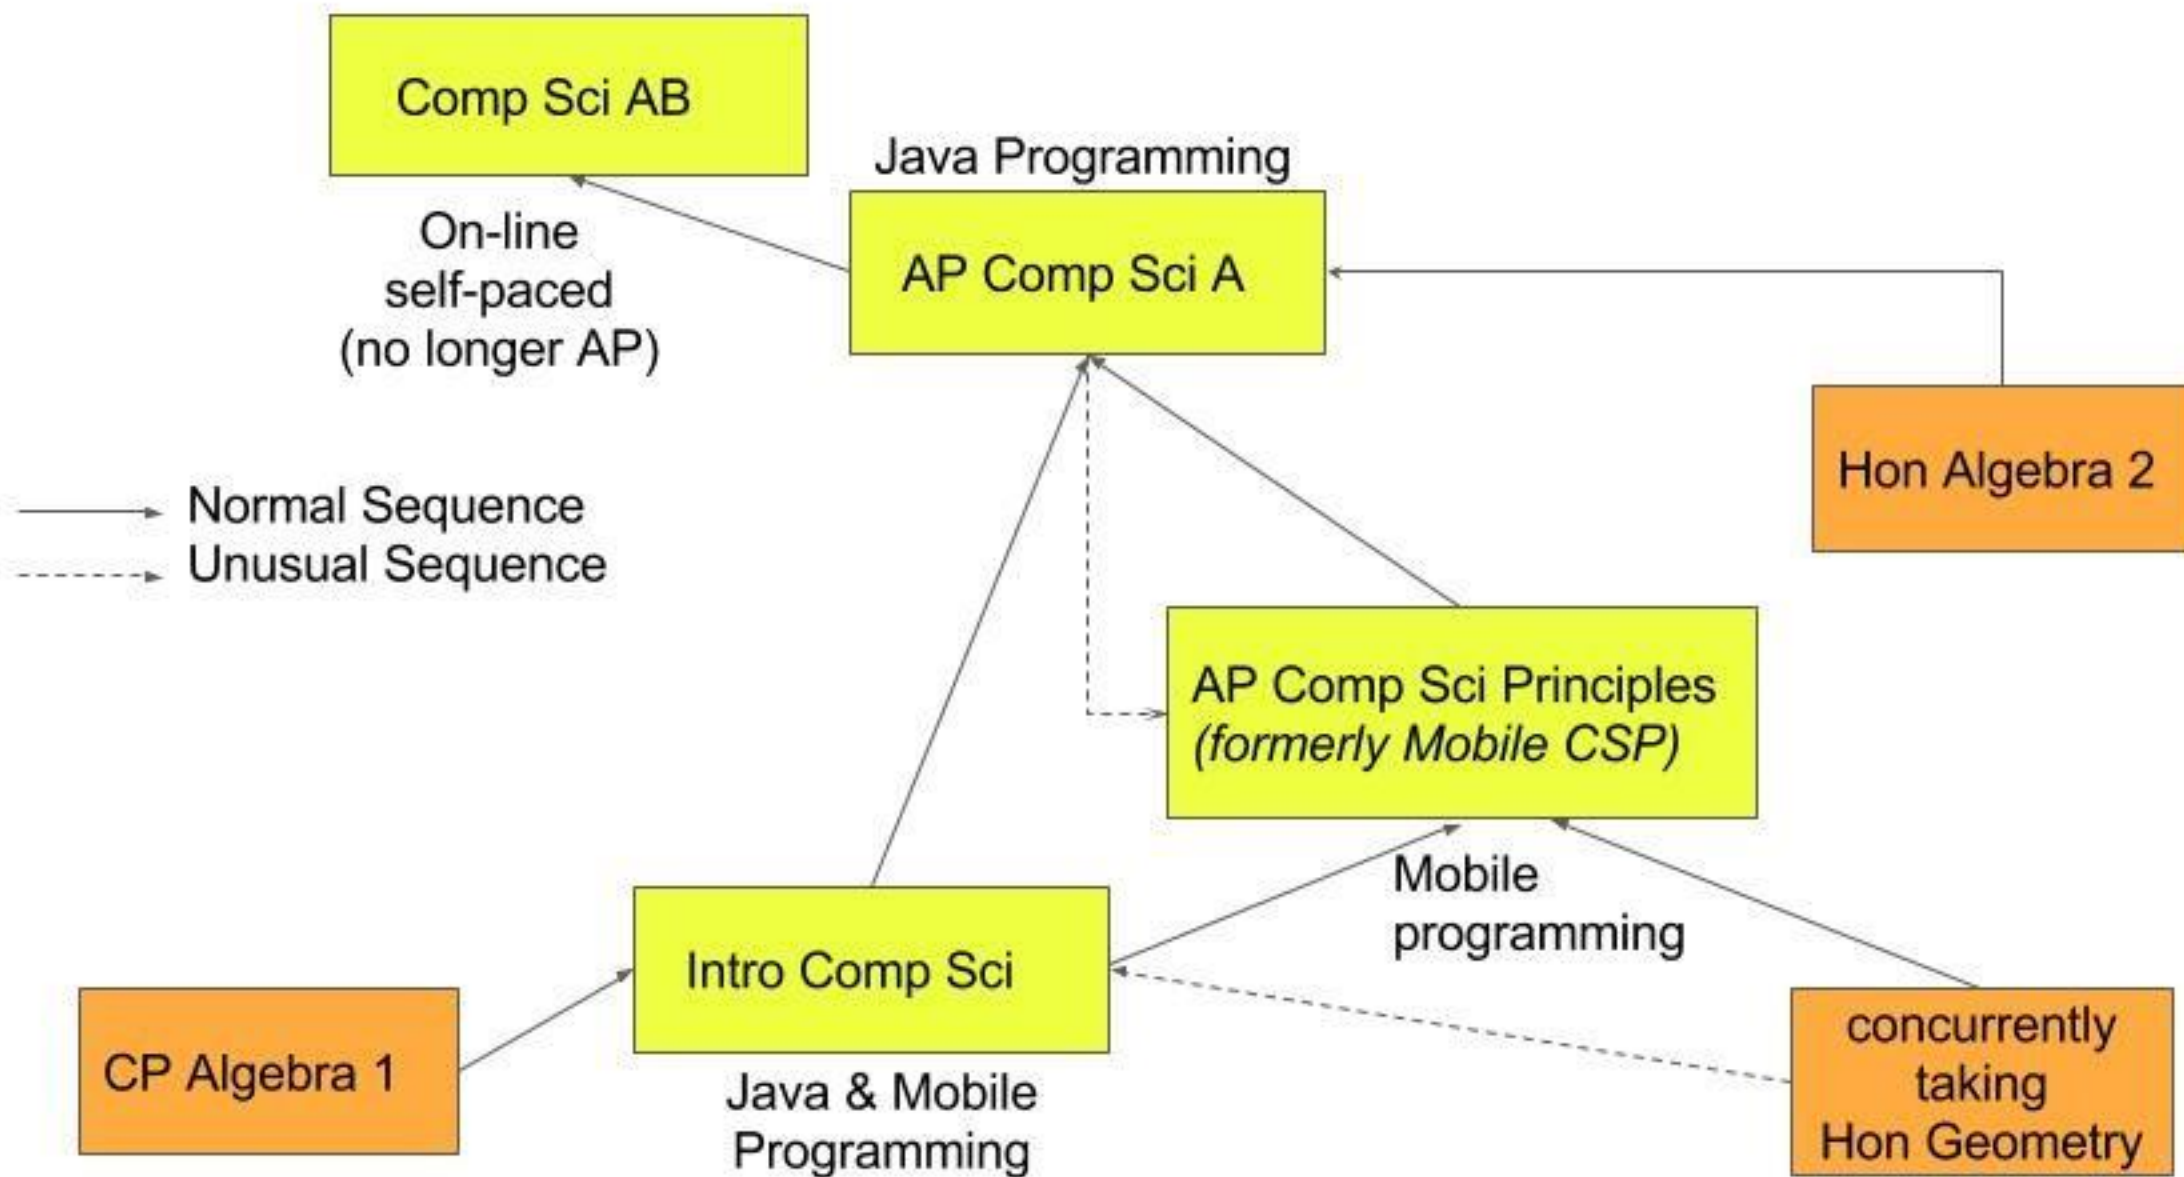 Comp Sci AB
Java Programming
On-line
self-paced
(no longer AP)
AP Comp Sci A
Hon Algebra 2
Normal Sequence
Unusual Sequence
AP Comp Sci Principles
(formerly Mobile CSP)
Mobile
programming
Intro Comp Sci
CP Algebra 1
Java & Mobile
Programming
concurrently
taking
Hon Geometry